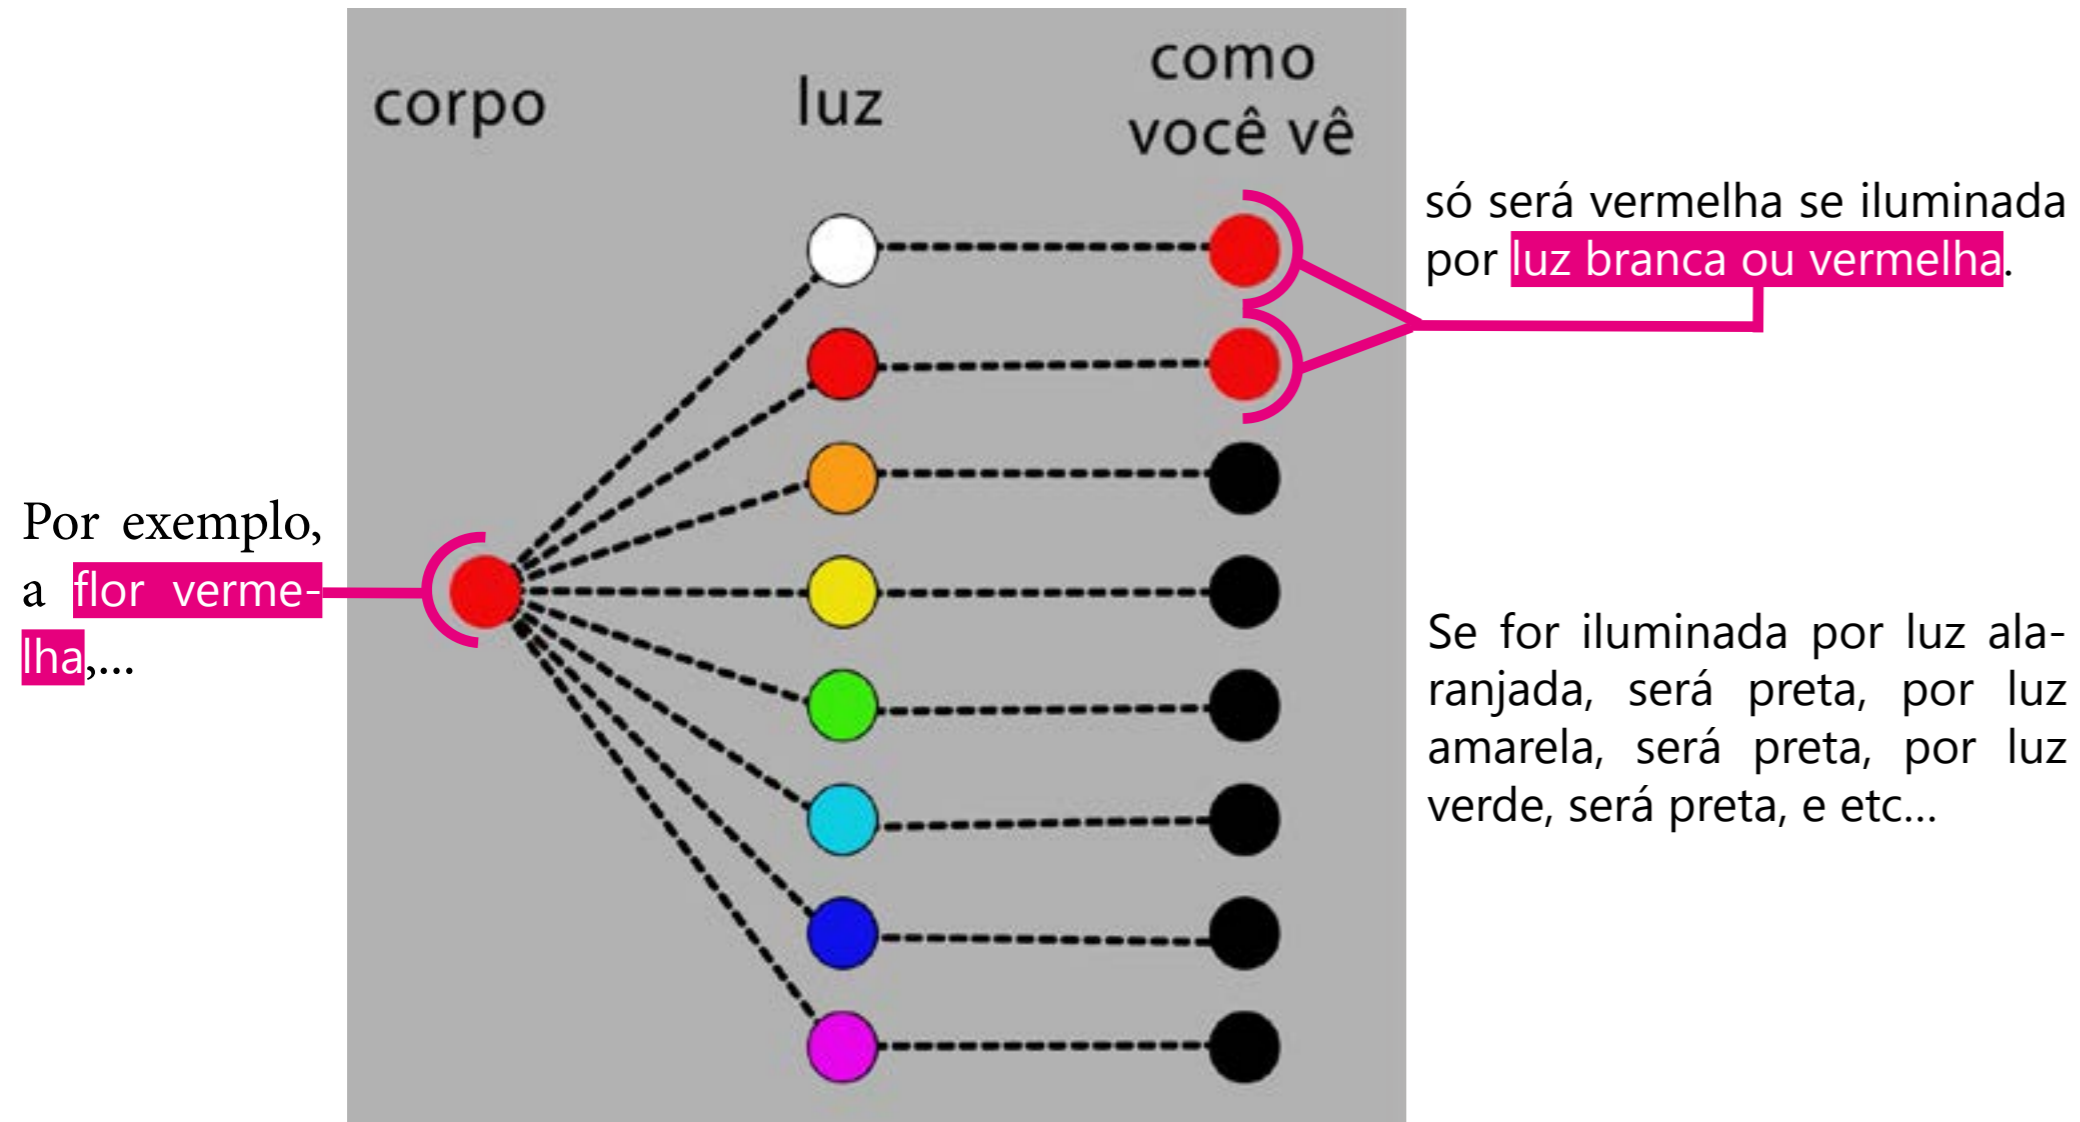 corpo
luz
como
você vê
só será vermelha se iluminada
por luz branca ou vermelha.
Por exemplo,
a flor verme-
lha,...
Se for iluminada por luz ala-
ranjada, será preta, por luz
amarela, será preta, por luz
verde, será preta, e etc...